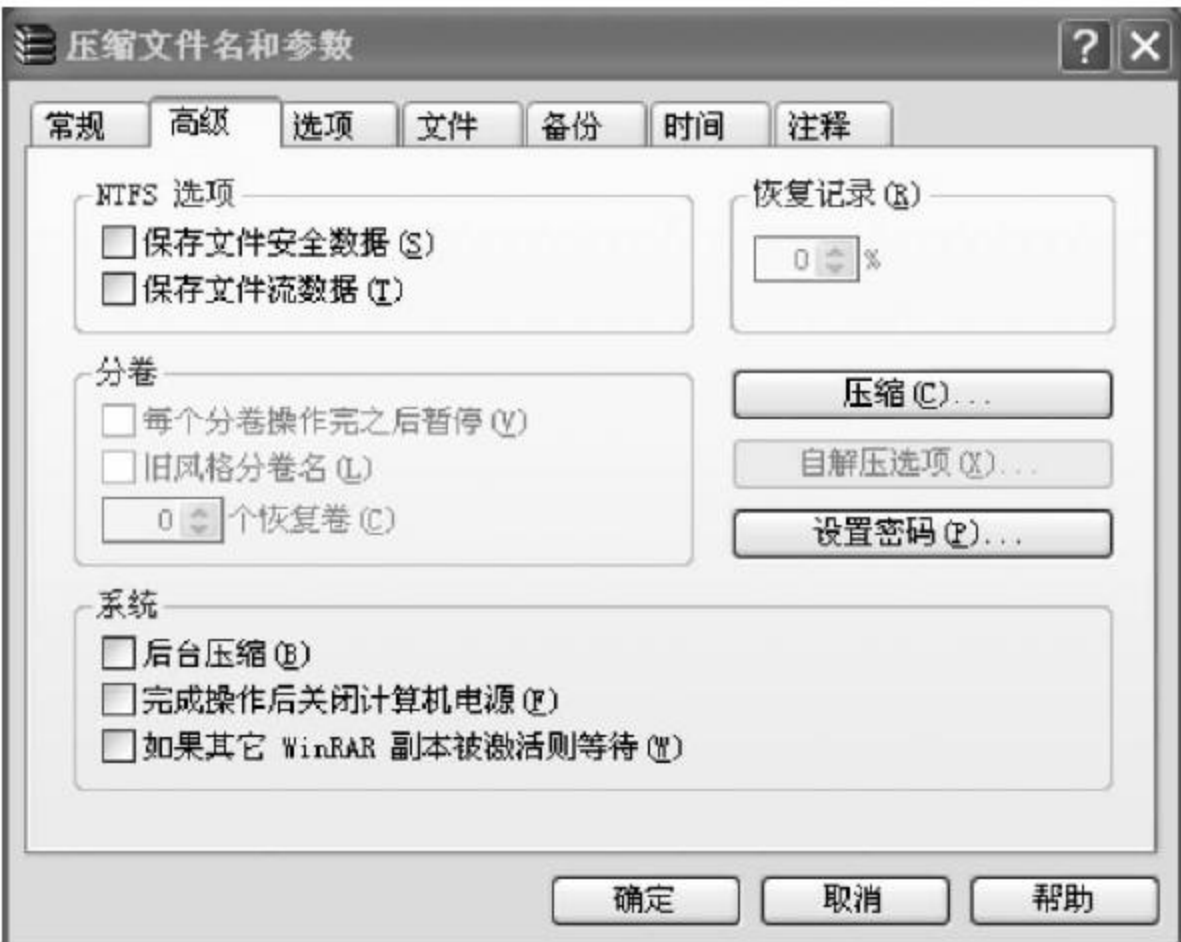 压缩文件名和参数
常规 高级 选项 文件 备份 时间 注释
NTFS 选项
保存文件安全数据(S)
保存文件流数据(T)
恢复记录(R)
0 %
分卷
每个分卷操作完之后暂停(V)
旧风格分卷名(L)
0 个恢复卷(C)
压缩(C)...
自解压选项(X)...
设置密码(P)...
系统
后台压缩(B)
完成操作后关闭计算机电源(F)
如果其它 WinRAR 副本被激活则等待(W)
确定 取消 帮助